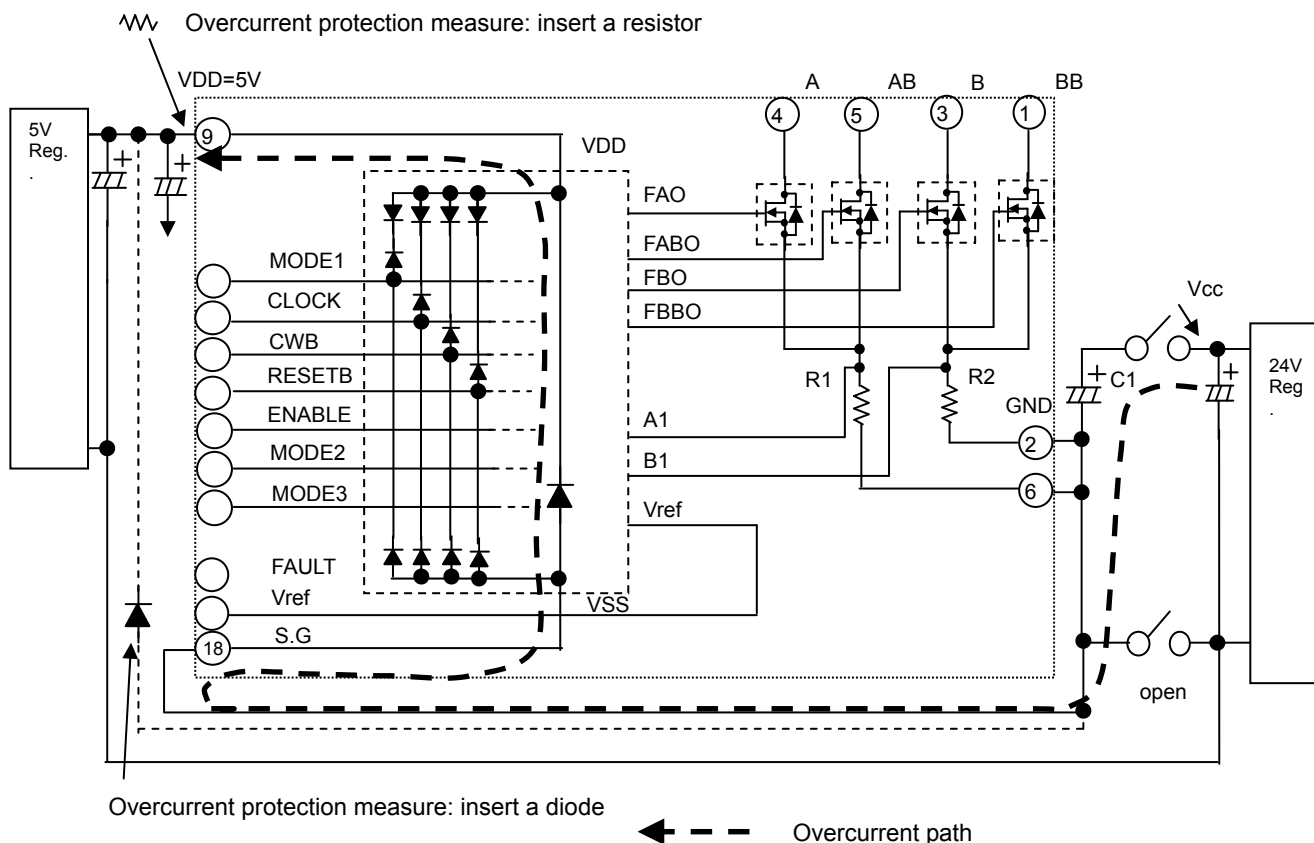 Overcurrent protection measure: insert a resistor
VDD=5V
A
AB
B
BB
5V
Reg.
.
9
4
5
3
1
VDD
+
+
FAO
FABO
FBO
FBBO
MODE1
CLOCK
CWB
RESETB
ENABLE
MODE2
MODE3
FAULT
Vref
S.G
18
VSS
A1
B1
Vref
R1
R2
GND
2
6
Vcc
C1
+
+
24V
Reg
.
open
Overcurrent protection measure: insert a diode
Overcurrent path